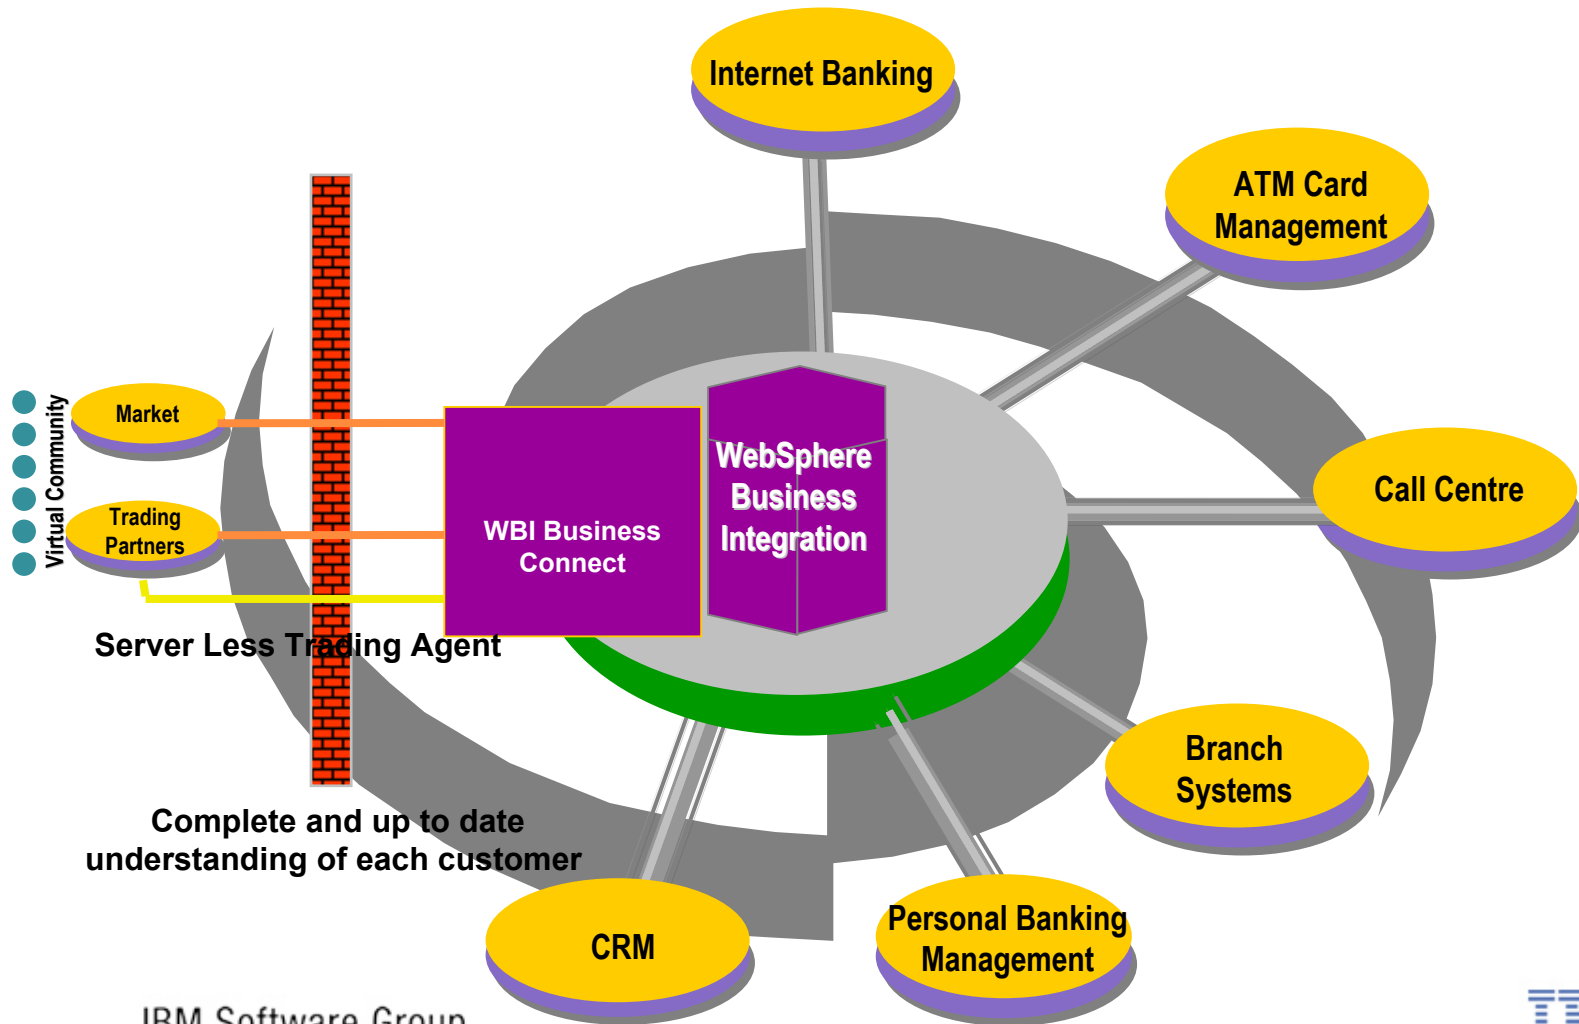 Internet Banking
ATM Card
Management
Market
Virtual Community
WebSphere
Business
Integration
Call Centre
Trading
Partners
WBI Business
Connect
Server Less Trading Agent
Branch
Systems
Complete and up to date
understanding of each customer
CRM
Personal Banking
Management
IBM Software Group